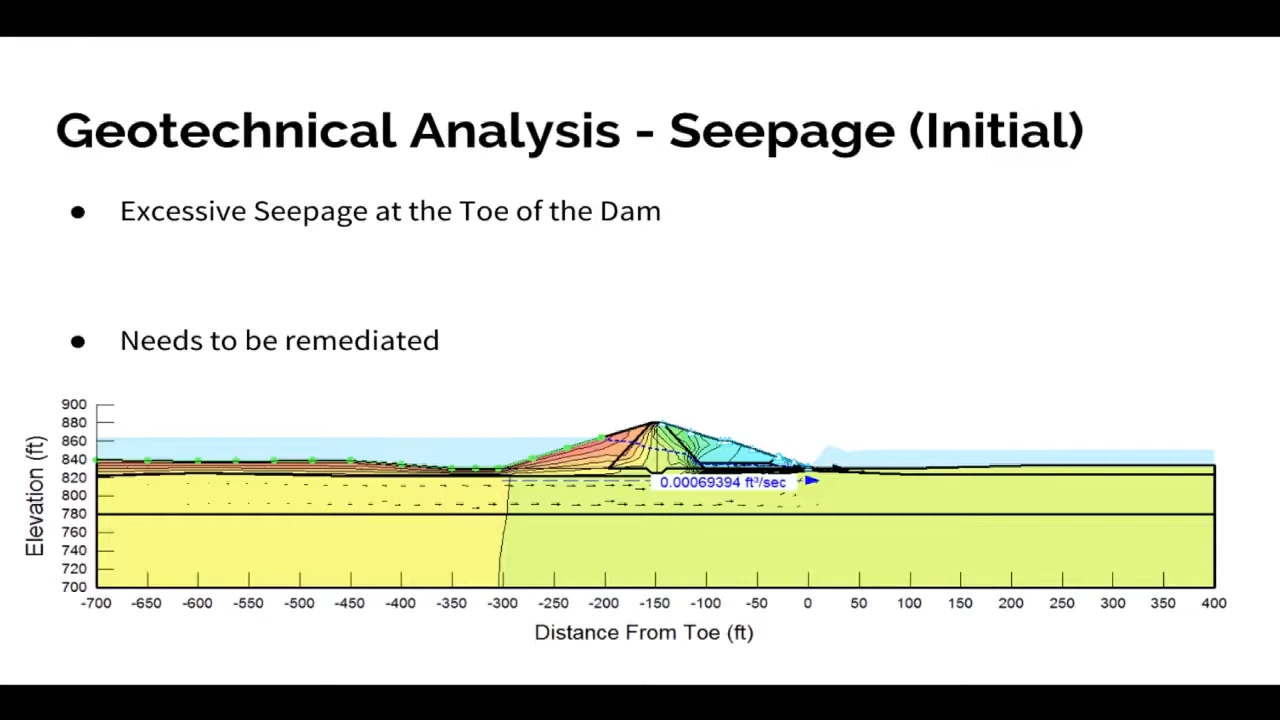 Geotechnical Analysis - Seepage (Initial)
● Excessive Seepage at the Toe of the Dam
● Needs to be remediated
900
880
860
840
820
800
780
760
740
720
700
Elevation (ft)
0.00069394 ft³/sec
-700 -650 -600 -550 -500 -450 -400 -350 -300 -250 -200 -150 -100 -50 0 50 100 150 200 250 300 350 400
Distance From Toe (ft)